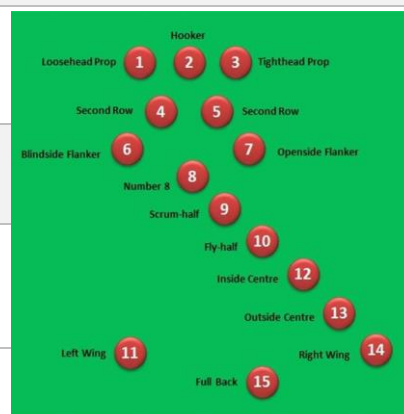 Hooker
Loosehead Prop 1 2 3 Tighthead Prop
Second Row 4 5 Second Row
Blindside Flanker 6 7 Openside Flanker
Number 8 8
Scrum-half 9
Fly-half 10
Inside Centre 12
Outside Centre 13
Left Wing 11 Right Wing 14
Full Back 15